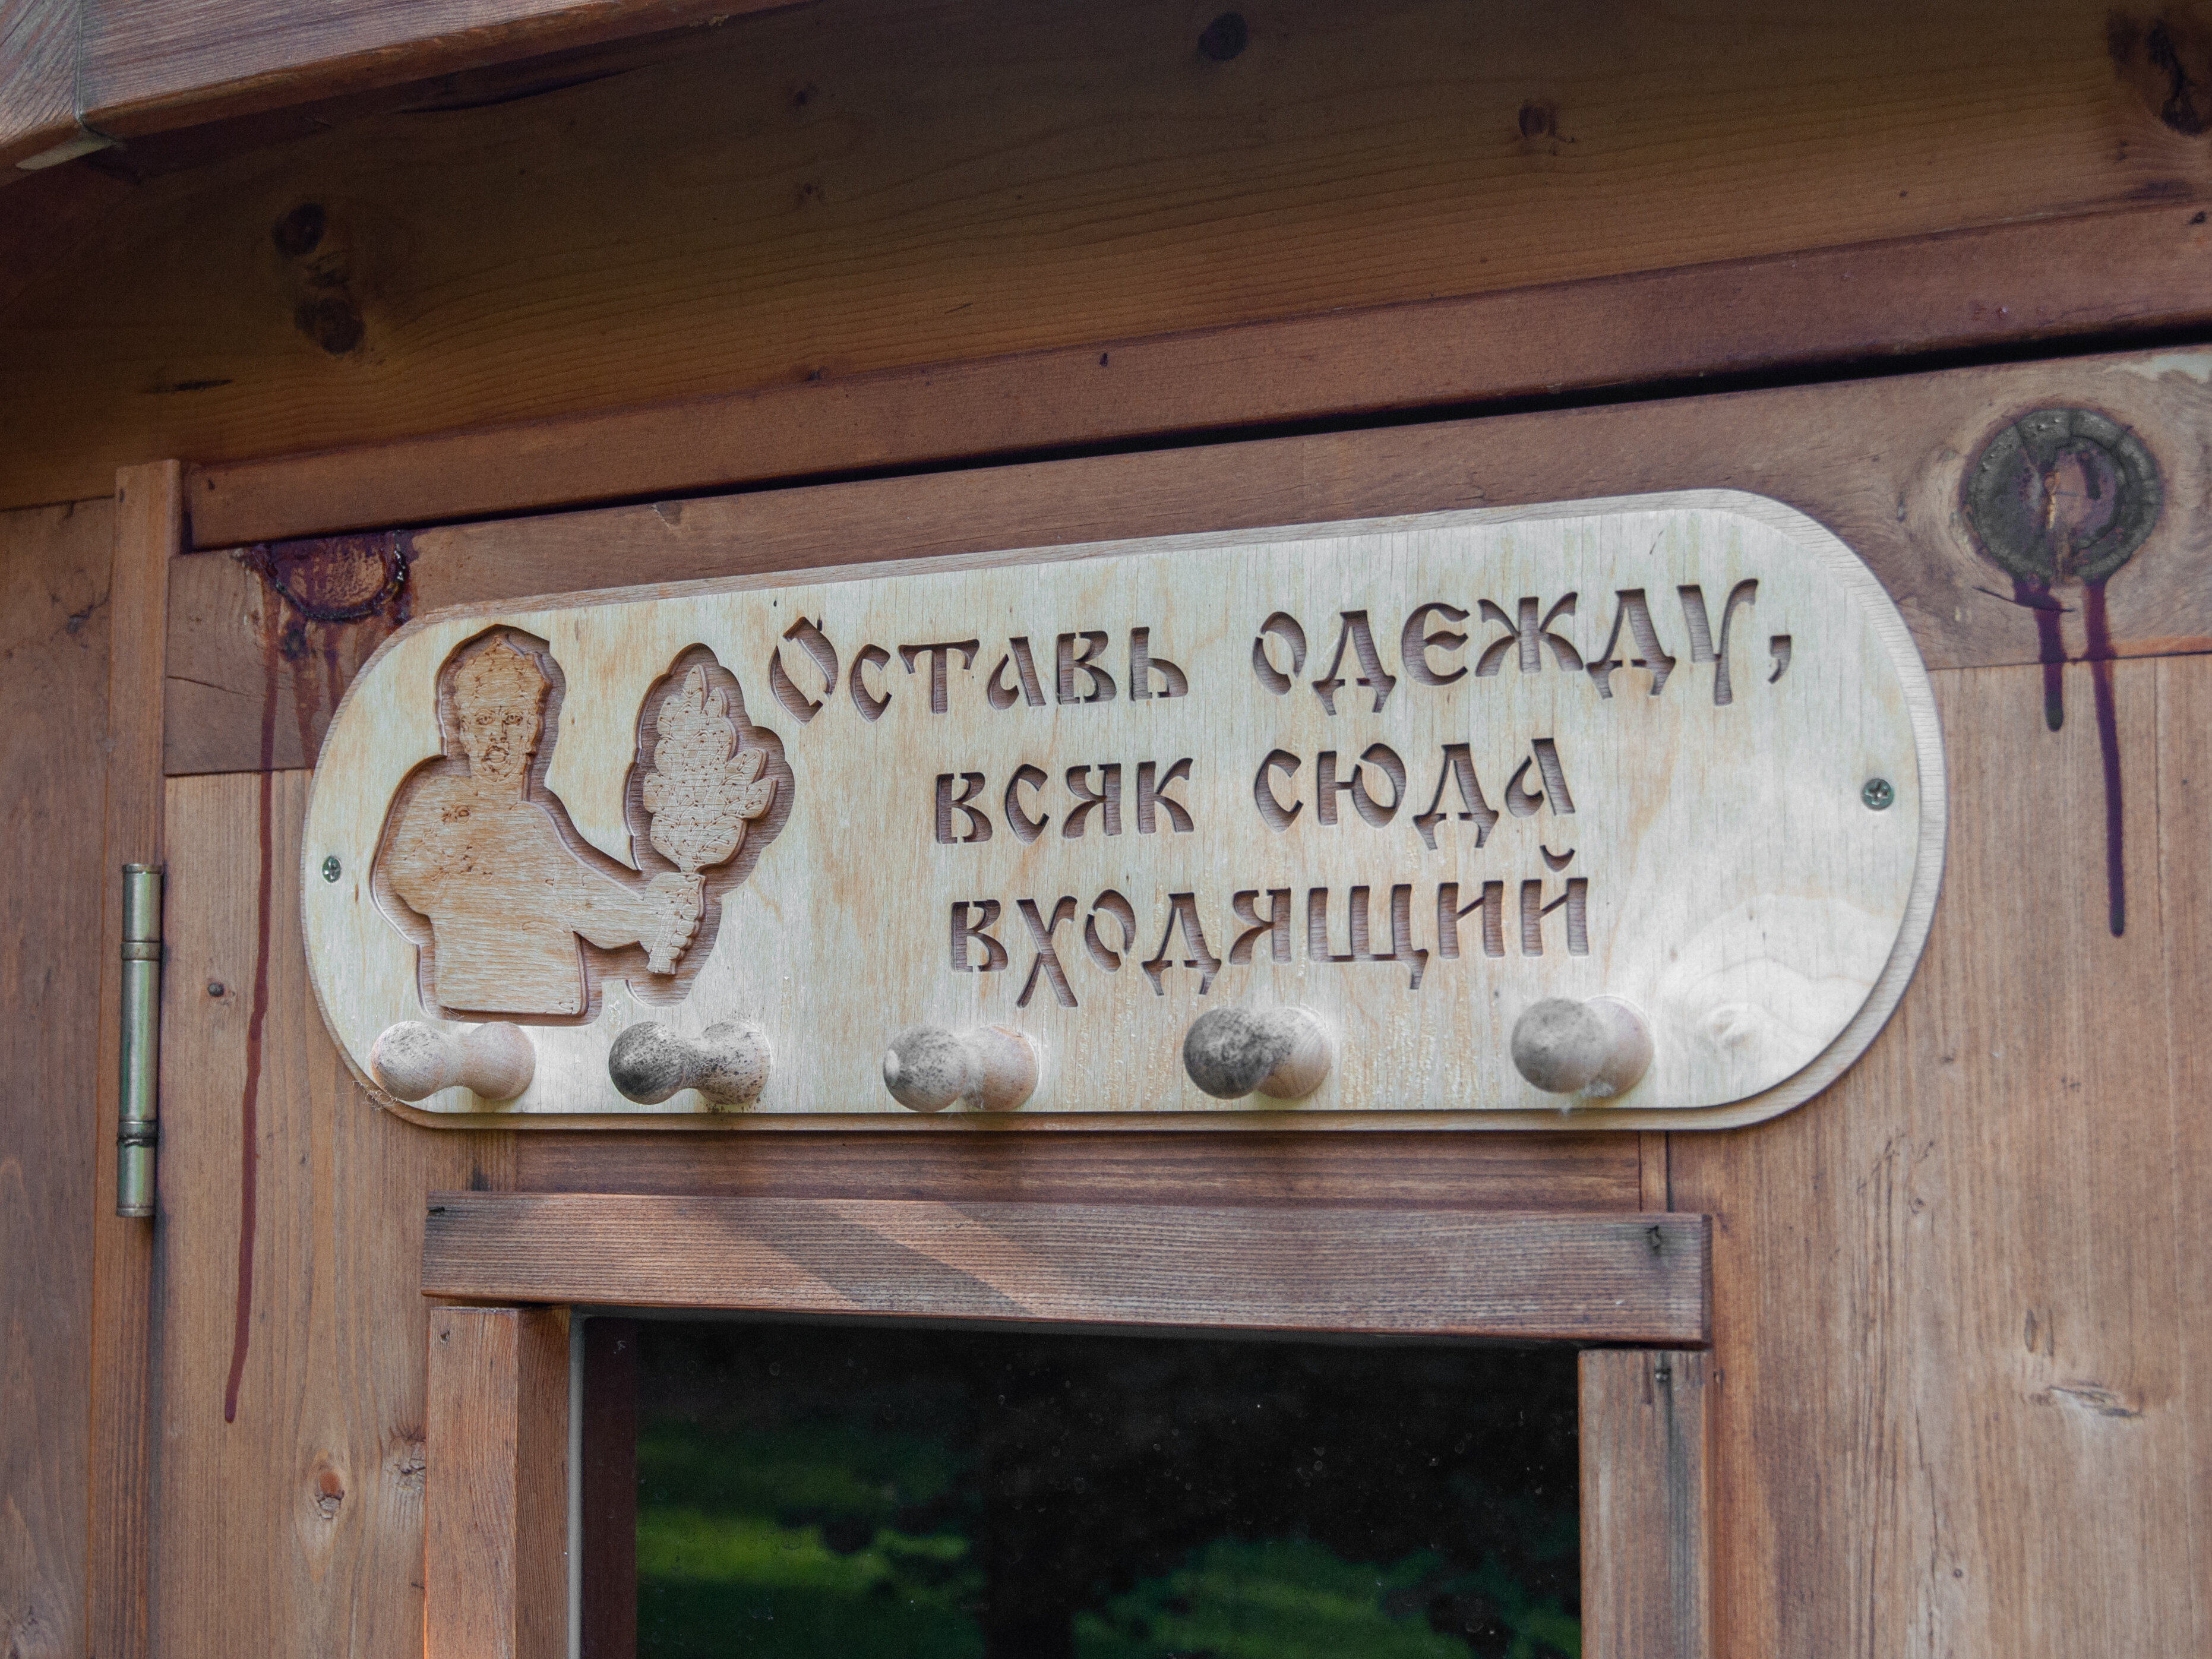 Оставь одежду,
всяк сюда
входящий